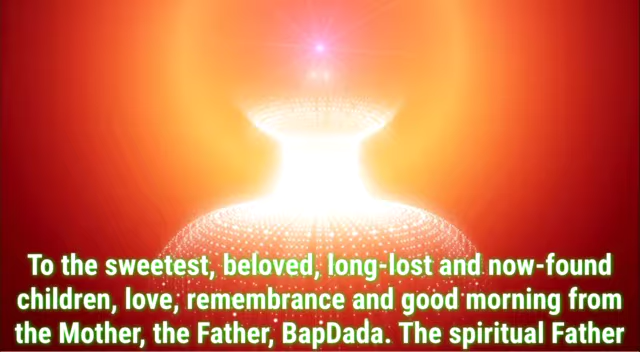 To the sweetest, beloved, long-lost and now-found
children, love, remembrance and good morning from
the Mother, the Father, BapDada. The spiritual Father